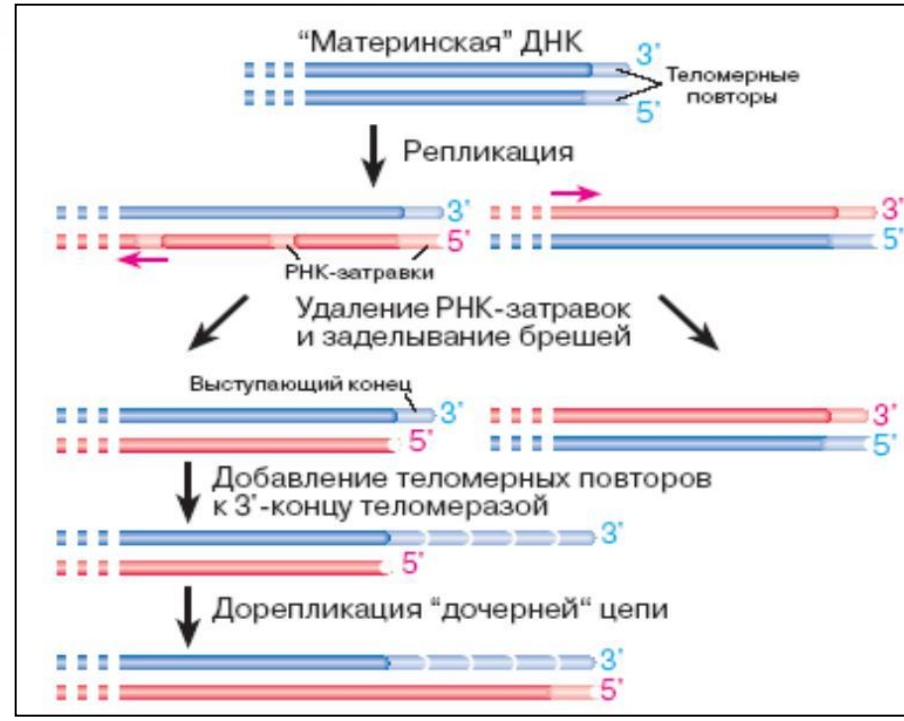 “Материнская” ДНК
3'
Теломерные
повторы
5'
Репликация
3'
5'
3'
5'
РНК-затравки
Удаление РНК-затравок
и заделывание брешей
Выступающий конец
3'
5'
3'
5'
Добавление теломерных повторов
к 3'-концу теломеразой
3'
5'
Дорепликация “дочерней“ цепи
3'
5'